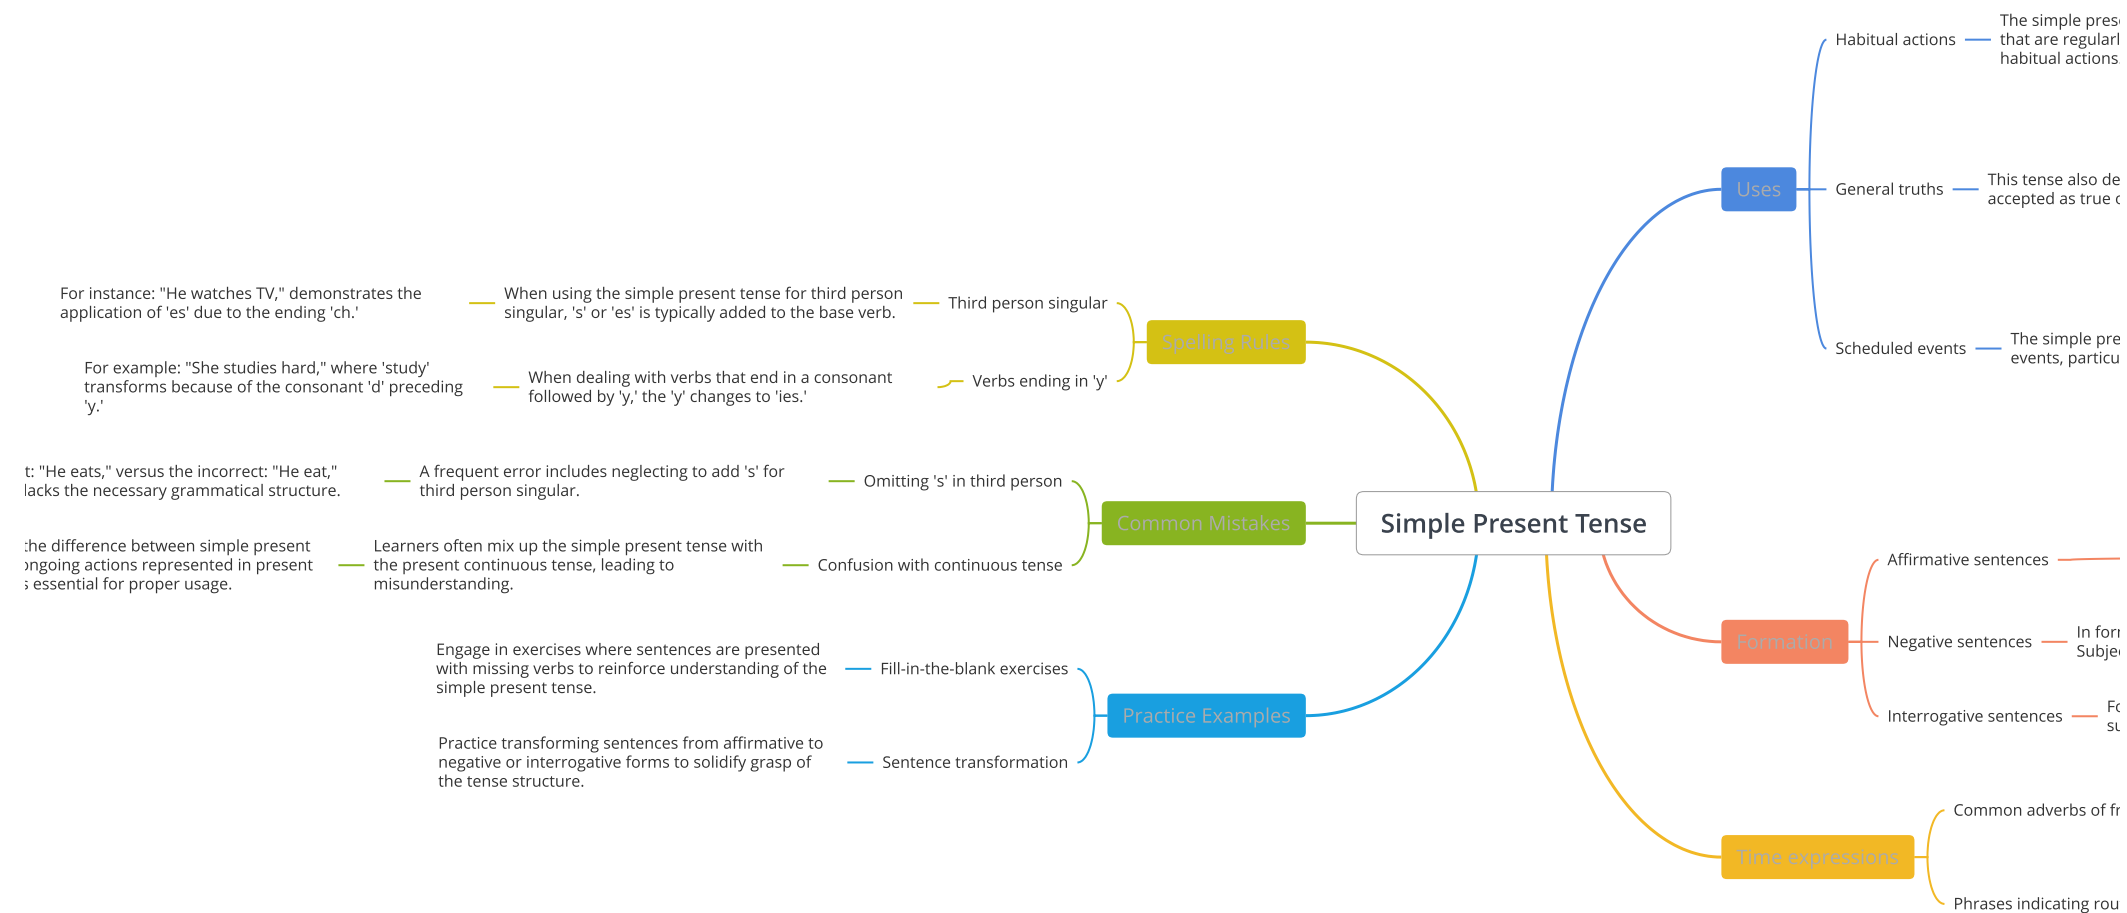 Simple Present Tense
Uses
Habitual actions
The simple
that are
habitual actions.
General truths
This tense also
accepted as true
Scheduled events
The simple
events,
Formation
Affirmative sentences
Negative sentences
In
Interrogative sentences
Time expressions
Common adverbs of
Phrases indicating
Spelling Rules
Third person singular
When using the simple present tense for third person
singular, 's' or 'es' is typically added to the base verb.
For instance: "He watches TV," demonstrates the
application of 'es' due to the ending 'ch.'
Verbs ending in 'y'
When dealing with verbs that end in a consonant
followed by 'y,' the 'y' changes to 'ies.'
For example: "She studies hard," where 'study'
transforms because of the consonant 'd' preceding
'y.'
Common Mistakes
Omitting 's' in third person
A frequent error includes neglecting to add 's' for
third person singular.
"He eats," versus the incorrect: "He eat,"
lacks the necessary grammatical structure.
Confusion with continuous tense
Learners often mix up the simple present tense with
the present continuous tense, leading to
misunderstanding.
the difference between simple present
ongoing actions represented in present
essential for proper usage.
Practice Examples
Fill-in-the-blank exercises
Engage in exercises where sentences are presented
with missing verbs to reinforce understanding of the
simple present tense.
Sentence transformation
Practice transforming sentences from affirmative to
negative or interrogative forms to solidify grasp of
the tense structure.